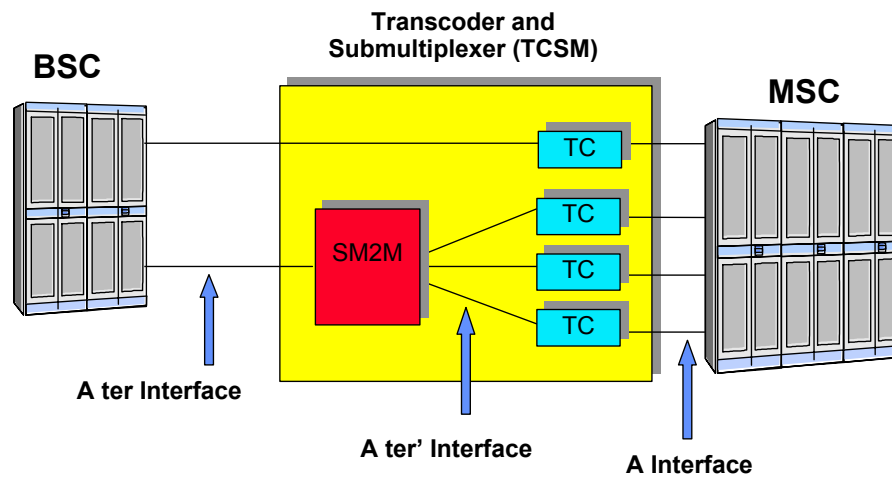 Transcoder and
Submultiplexer (TCSM)
BSC
MSC
TC
TC
SM2M
TC
TC
A ter Interface
A ter’ Interface
A Interface